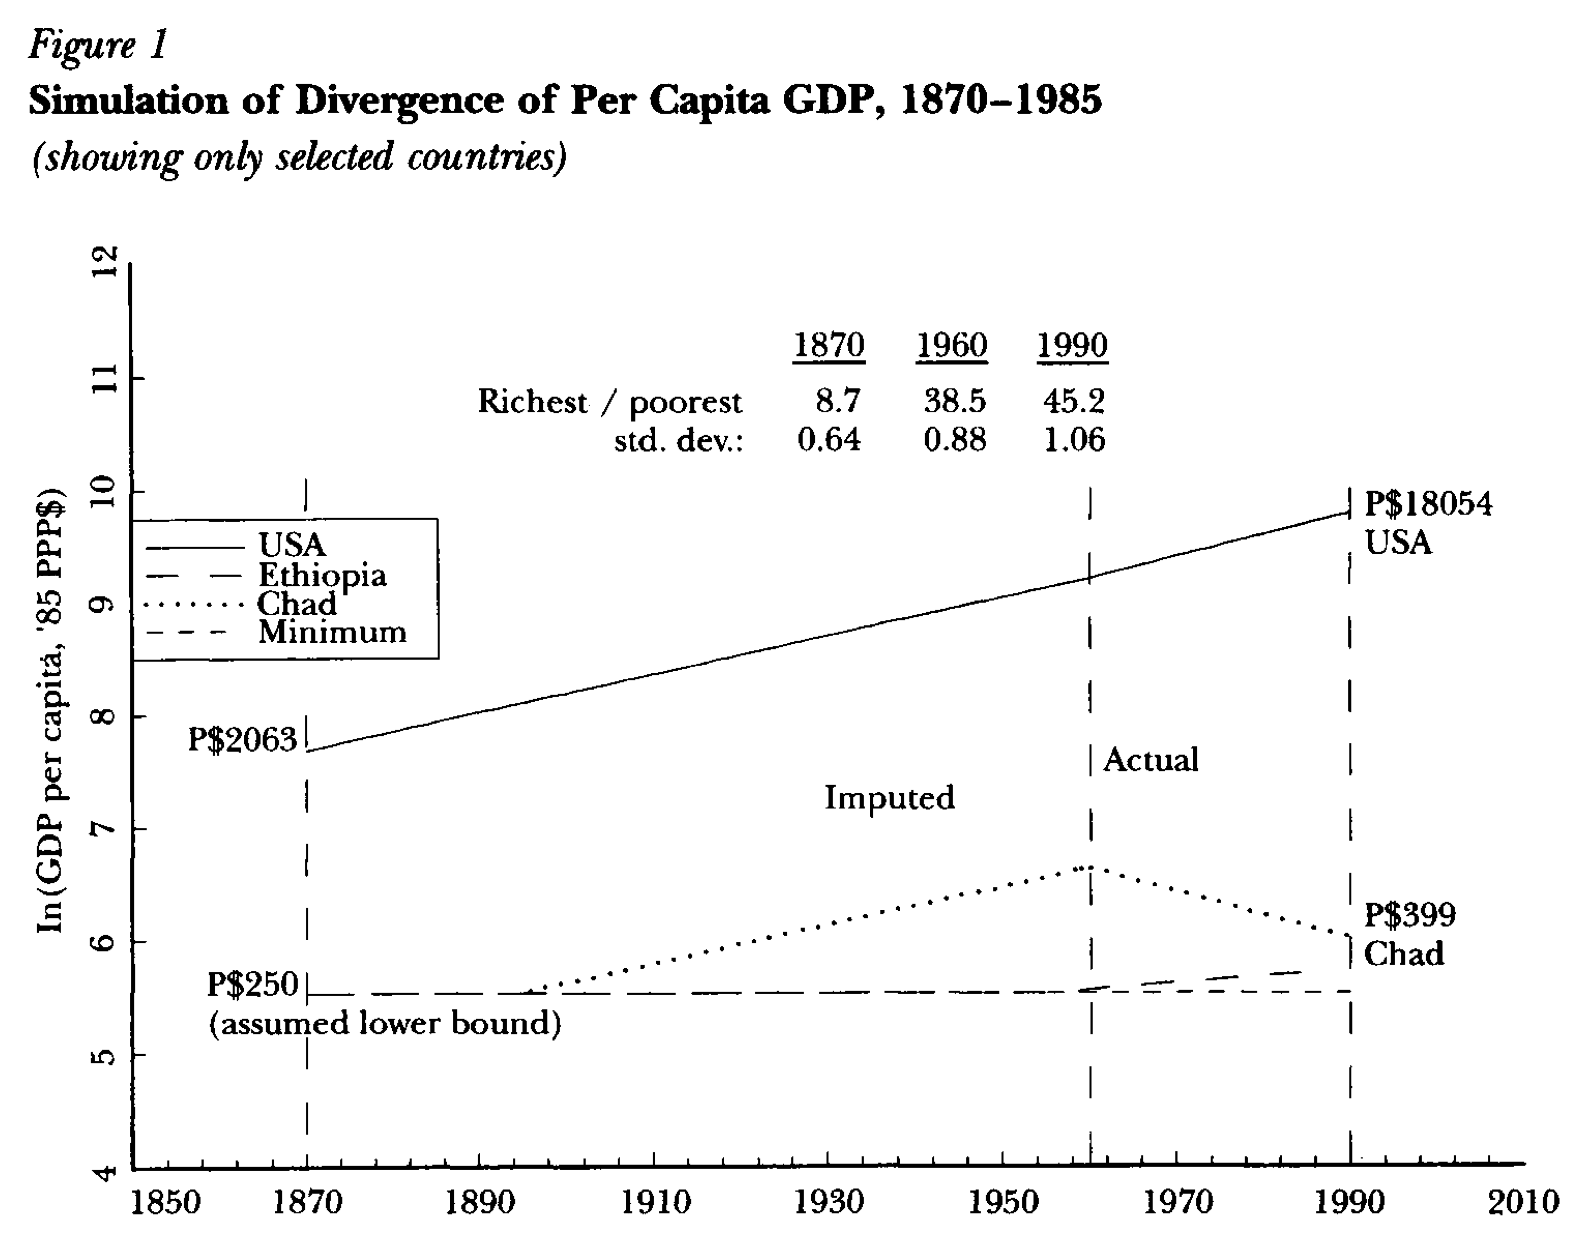 Figure 1
Simulation of Divergence of Per Capita GDP, 1870–1985
(showing only selected countries)
12
11
10
9
8
7
6
5
4
ln(GDP per capita, '85 PPP$)
1870 1960 1990
Richest / poorest 8.7 38.5 45.2
std. dev.: 0.64 0.88 1.06
USA
Ethiopia
Chad
Minimum
P$18054
USA
P$2063
Actual
Imputed
P$399
Chad
P$250
(assumed lower bound)
1850 1870 1890 1910 1930 1950 1970 1990 2010